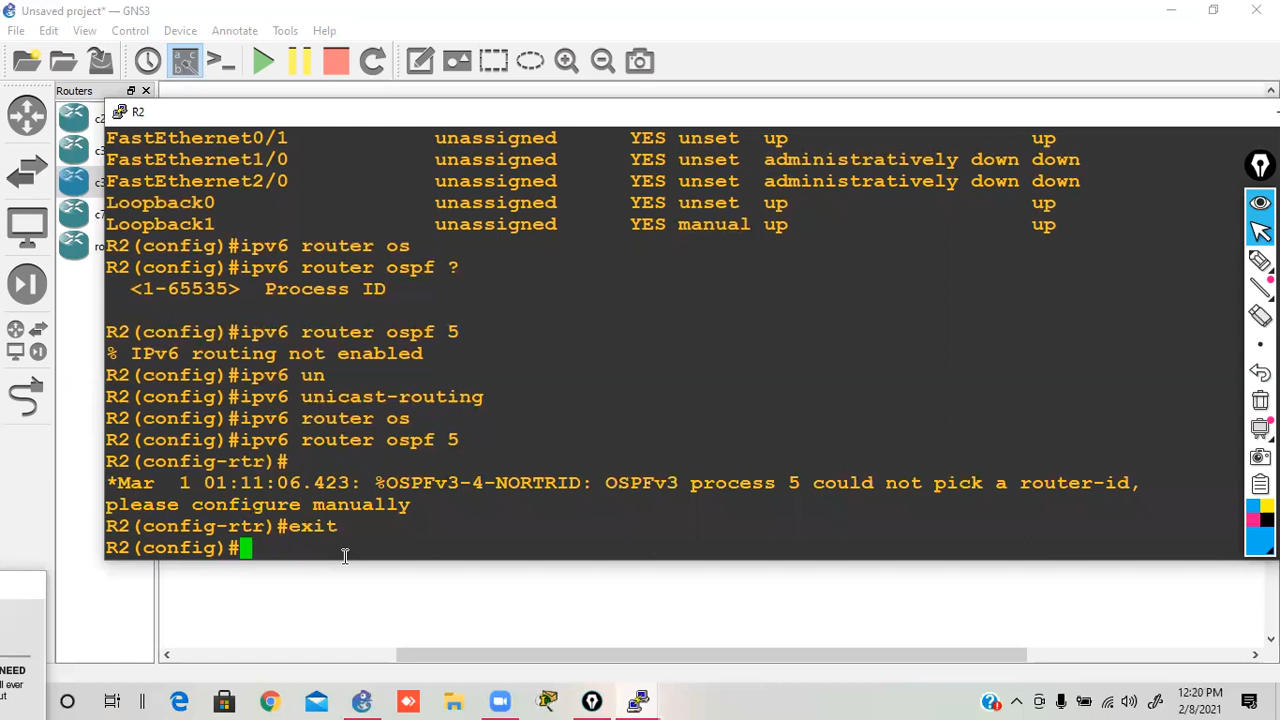 Unsaved project* — GNS3
File Edit View Control Device Annotate Tools Help
Routers
R2
FastEthernet0/1 unassigned YES unset up up
FastEthernet1/0 unassigned YES unset administratively down down
FastEthernet2/0 unassigned YES unset administratively down down
Loopback0 unassigned YES unset up up
Loopback1 unassigned YES manual up up
R2(config)#ipv6 router os
R2(config)#ipv6 router ospf ?
<1-65535> Process ID
R2(config)#ipv6 router ospf 5
% IPv6 routing not enabled
R2(config)#ipv6 un
R2(config)#ipv6 unicast-routing
R2(config)#ipv6 router os
R2(config)#ipv6 router ospf 5
R2(config-rtr)#
*Mar 1 01:11:06.423: %OSPFv3-4-NORTRID: OSPFv3 process 5 could not pick a router-id,
please configure manually
R2(config-rtr)#exit
R2(config)#
NEED
ll ever
12:20 PM
2/8/2021